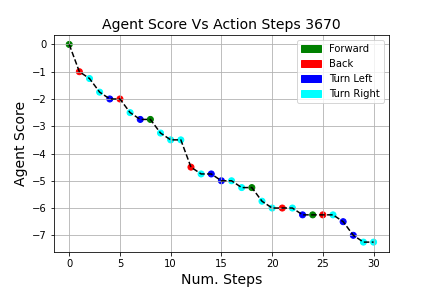 Agent Score Vs Action Steps 3670
Agent Score
0
−1
−2
−3
−4
−5
−6
−7
Forward
Back
Turn Left
Turn Right
0 5 10 15 20 25 30
Num. Steps